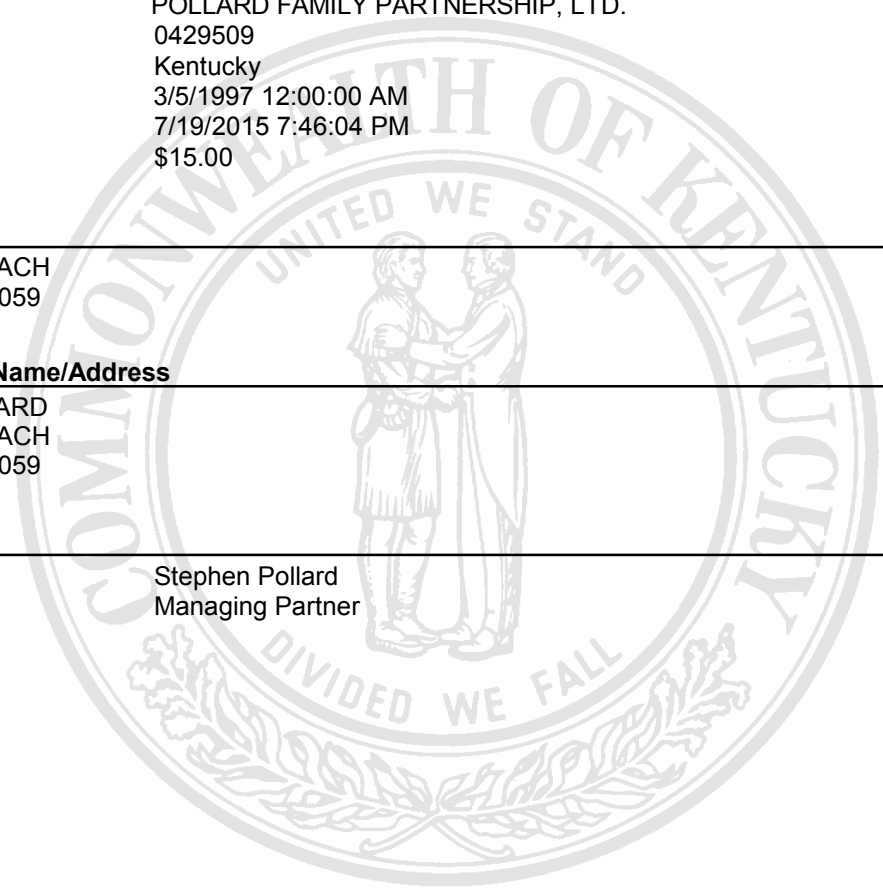 POLLARD FAMILY PARTNERSHIP, LTD.
0429509
Kentucky
3/5/1997 12:00:00 AM
7/19/2015 7:46:04 PM
$15.00
ACH
059
Name/Address
ARD
ACH
059
Stephen Pollard
Managing Partner
COMMONWEALTH OF KENTUCKY
UNITED WE STAND
DIVIDED WE FALL